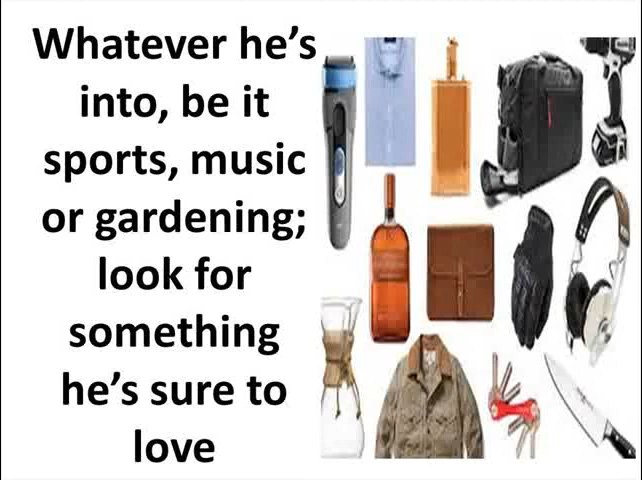 Whatever he's
into, be it
sports, music
or gardening;
look for
something
he's sure to
love